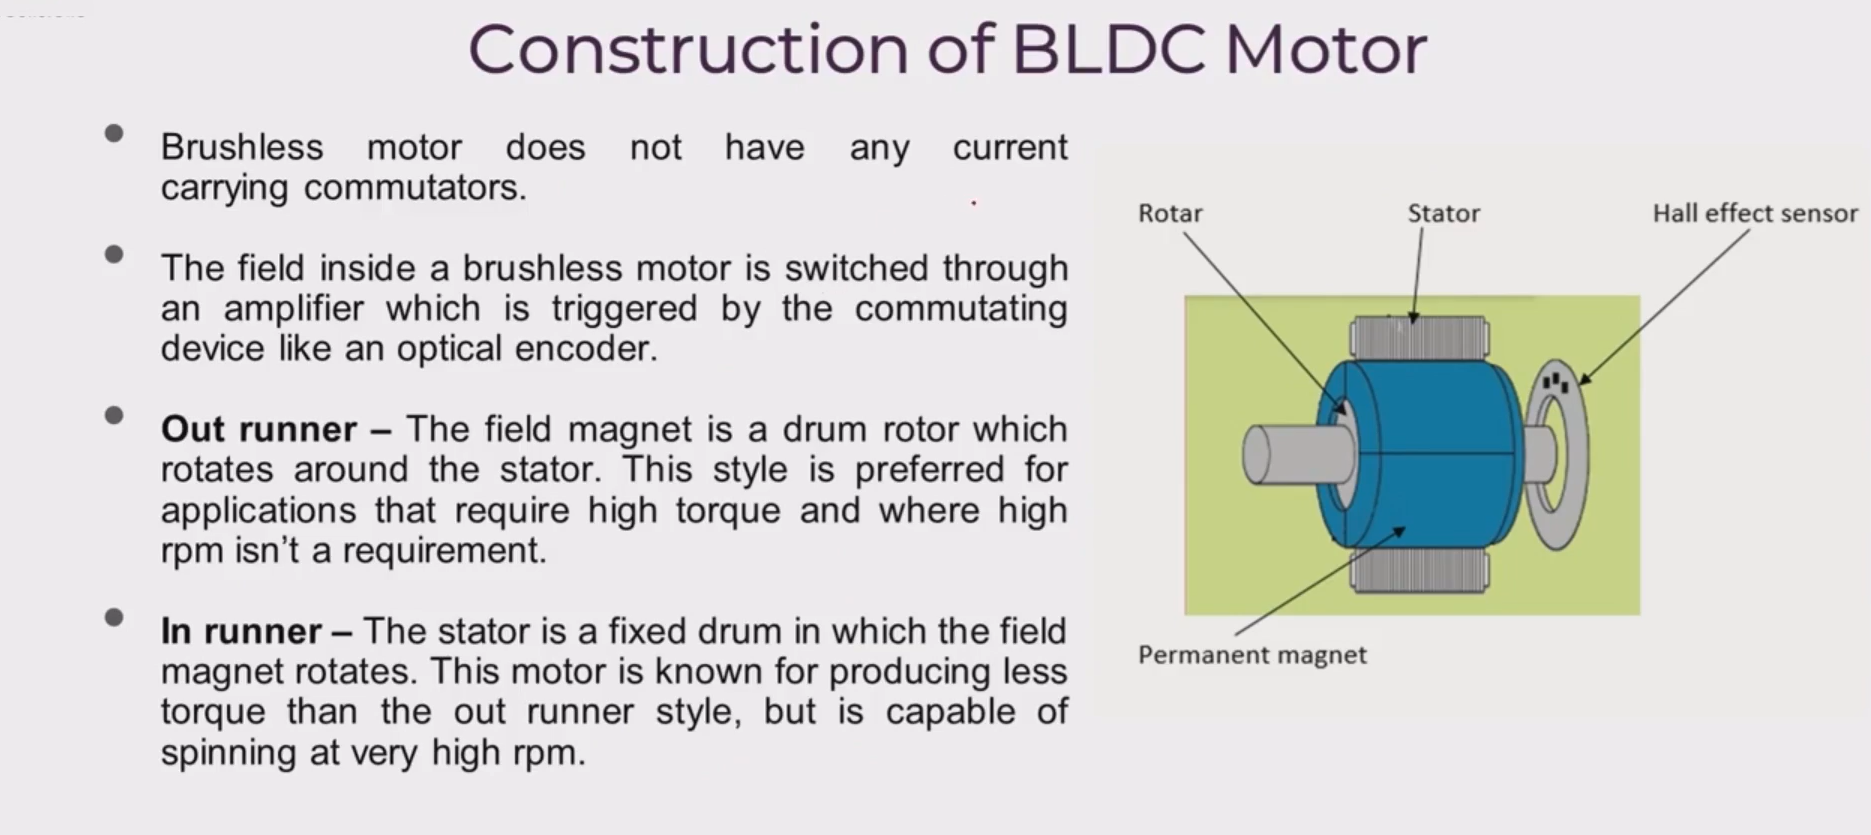 Construction of BLDC Motor
Brushless motor does not have any current
carrying commutators.
The field inside a brushless motor is switched through
an amplifier which is triggered by the commutating
device like an optical encoder.
Out runner – The field magnet is a drum rotor which
rotates around the stator. This style is preferred for
applications that require high torque and where high
rpm isn’t a requirement.
In runner – The stator is a fixed drum in which the field
magnet rotates. This motor is known for producing less
torque than the out runner style, but is capable of
spinning at very high rpm.
Rotar
Stator
Hall effect sensor
Permanent magnet